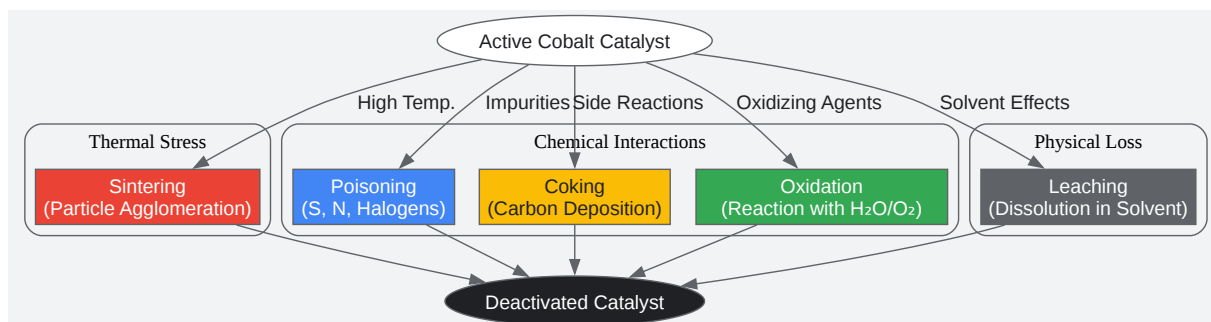 Active Cobalt Catalyst
High Temp.
Impurities
Side Reactions
Oxidizing Agents
Solvent Effects
Thermal Stress
Chemical Interactions
Physical Loss
Sintering
(Particle Agglomeration)
Poisoning
(S, N, Halogens)
Coking
(Carbon Deposition)
Oxidation
(Reaction with H₂O/O₂)
Leaching
(Dissolution in Solvent)
Deactivated Catalyst